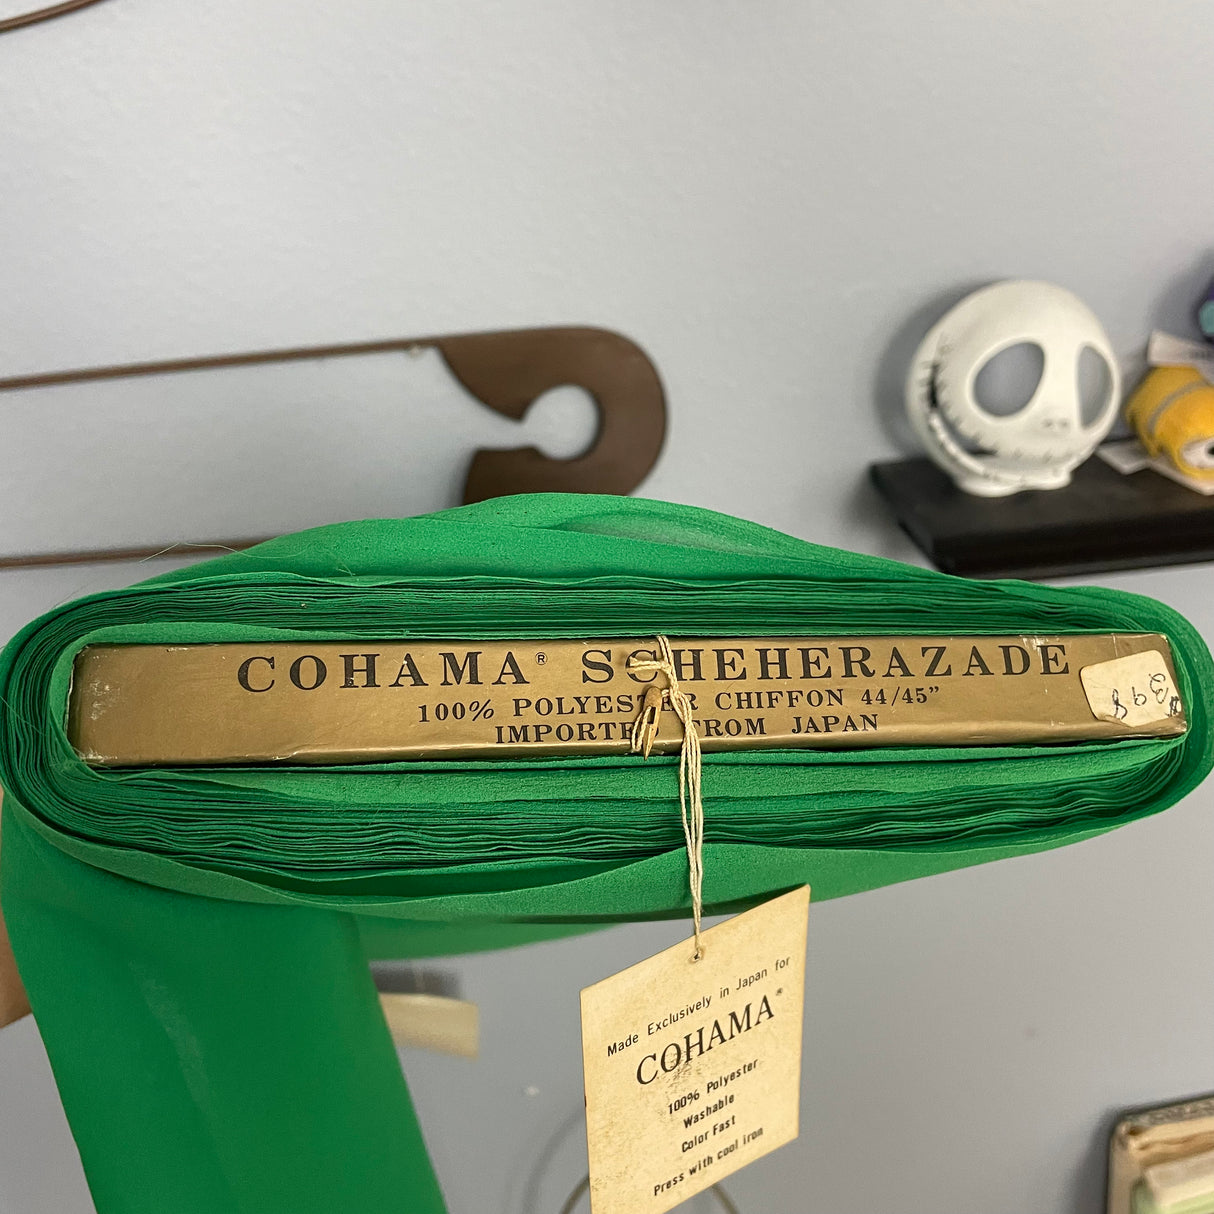 COHAMA® SCHEHERAZADE
100% POLYESTER CHIFFON 44/45”
IMPORTED FROM JAPAN
$398
Made Exclusively in Japan for
COHAMA®
100% Polyester
Washable
Color Fast
Press with cool iron